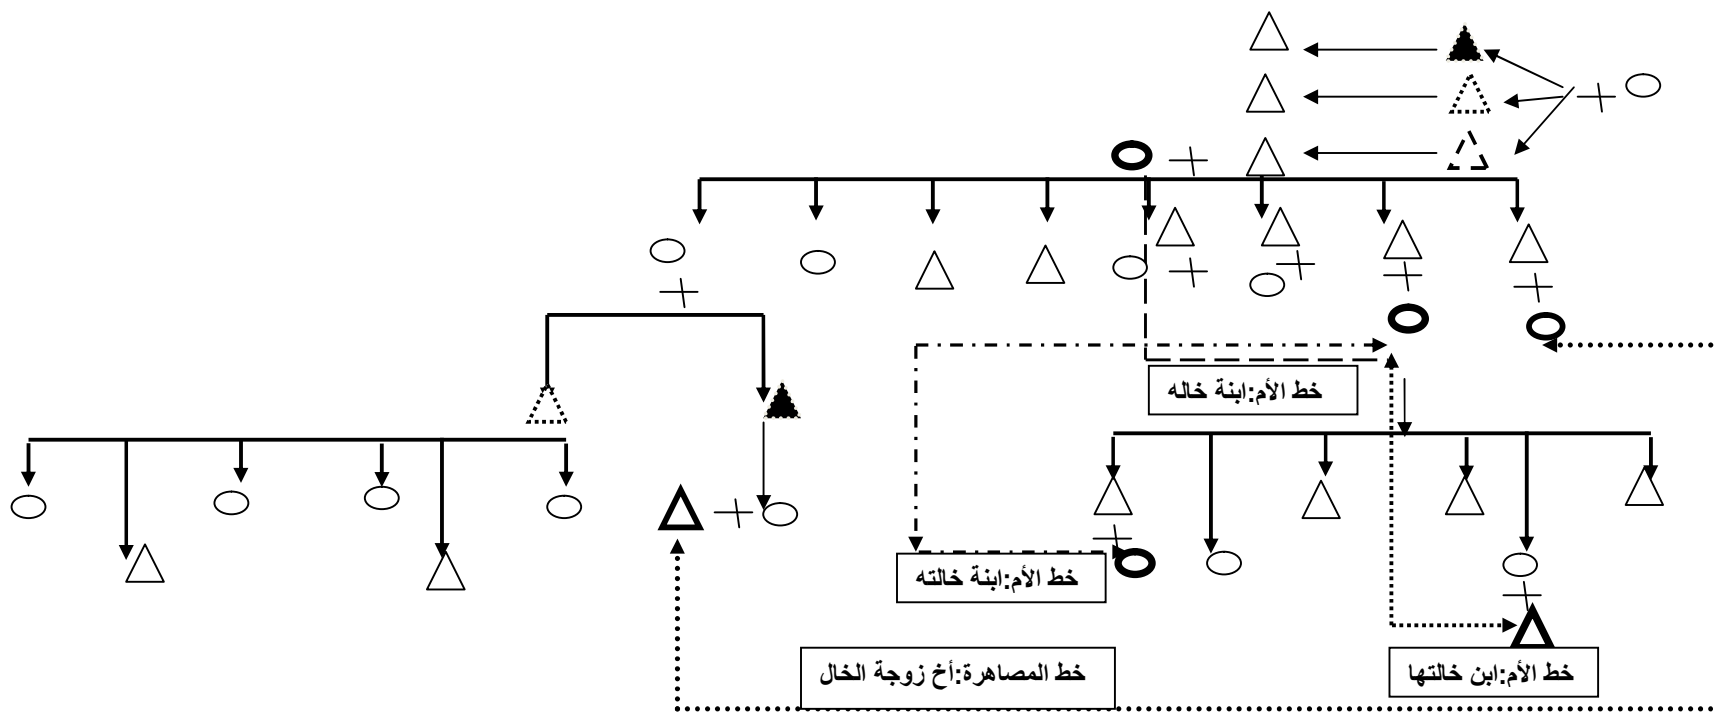 خط الأم:ابنة خاله
خط الأم:ابنة خالته
خط المصاهرة:أخ زوجة الخال
خط الأم:ابن خالتها